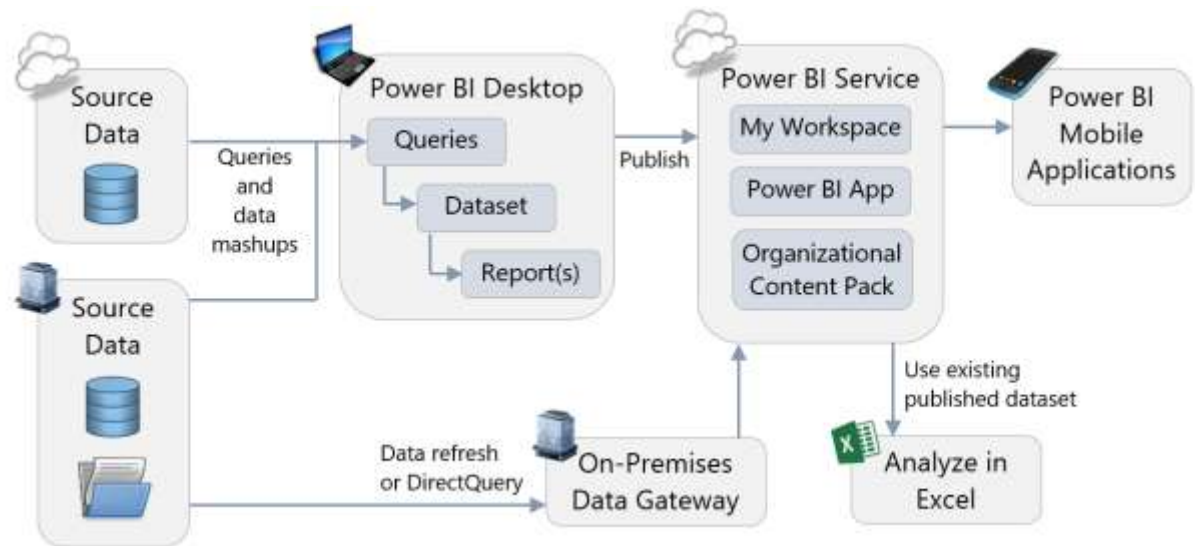 Source
Data
Queries
and
data
mashups
Power BI Desktop
Queries
Dataset
Report(s)
Publish
Power BI Service
My Workspace
Power BI App
Organizational
Content Pack
Power BI
Mobile
Applications
Source
Data
Data refresh
or DirectQuery
On-Premises
Data Gateway
Use existing
published dataset
X
Analyze in
Excel